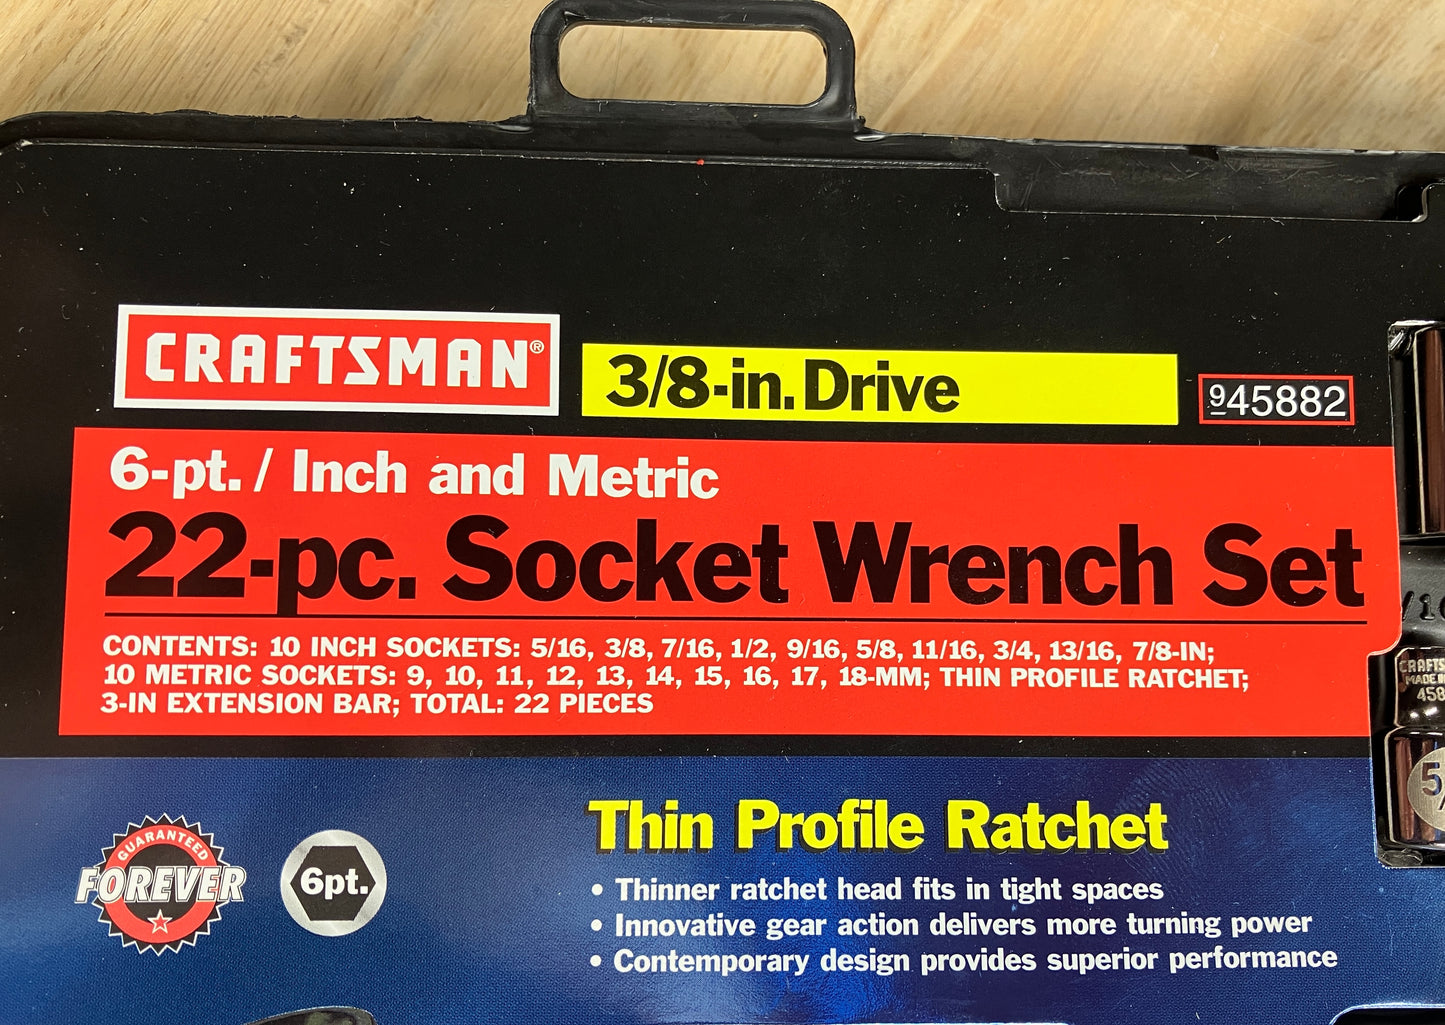 CRAFTSMAN®
3/8-in. Drive
945882
6-pt. / Inch and Metric
22-pc. Socket Wrench Set
CONTENTS: 10 INCH SOCKETS: 5/16, 3/8, 7/16, 1/2, 9/16, 5/8, 11/16, 3/4, 13/16, 7/8-IN;
10 METRIC SOCKETS: 9, 10, 11, 12, 13, 14, 15, 16, 17, 18-MM; THIN PROFILE RATCHET;
3-IN EXTENSION BAR; TOTAL: 22 PIECES
GUARANTEED
FOREVER
6pt.
Thin Profile Ratchet
• Thinner ratchet head fits in tight spaces
• Innovative gear action delivers more turning power
• Contemporary design provides superior performance